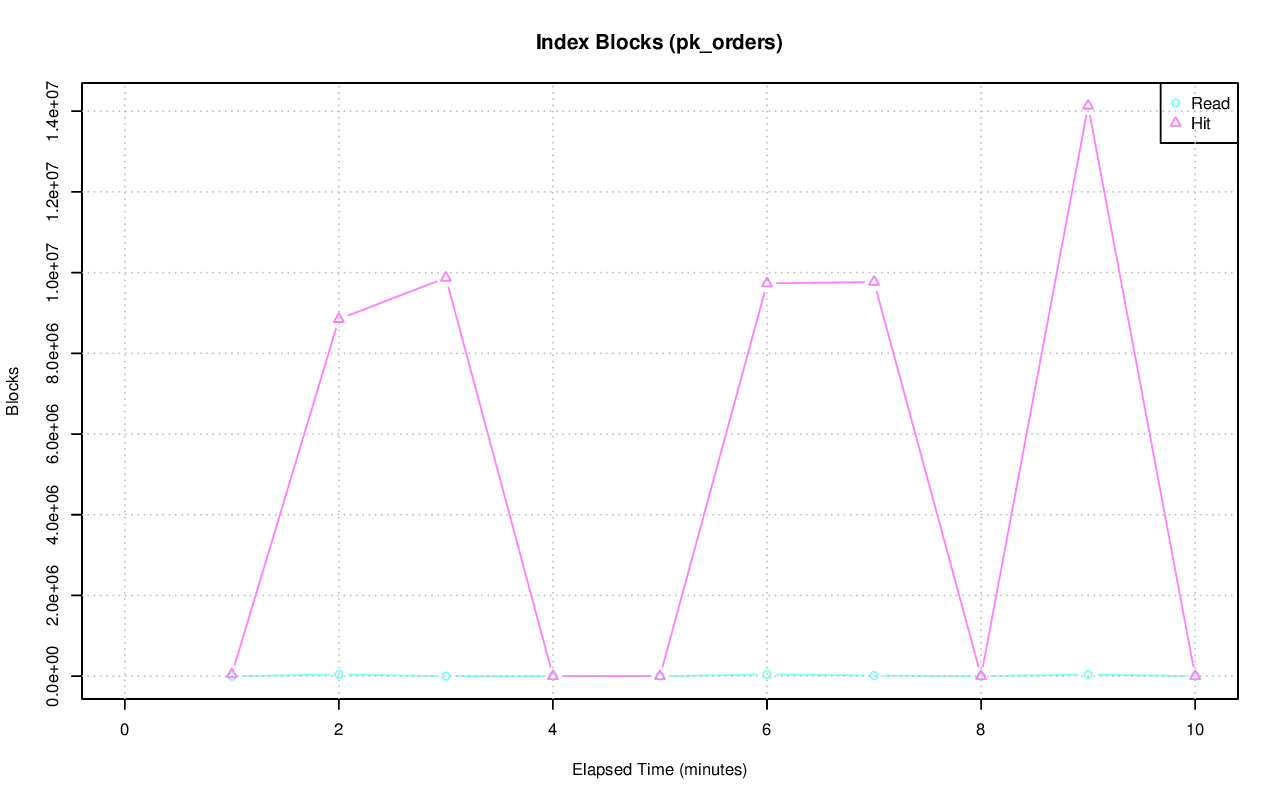 Index Blocks (pk_orders)
Read
Hit
1.4e+07
1.2e+07
1.0e+07
8.0e+06
6.0e+06
4.0e+06
2.0e+06
0.0e+00
Blocks
0 2 4 6 8 10
Elapsed Time (minutes)